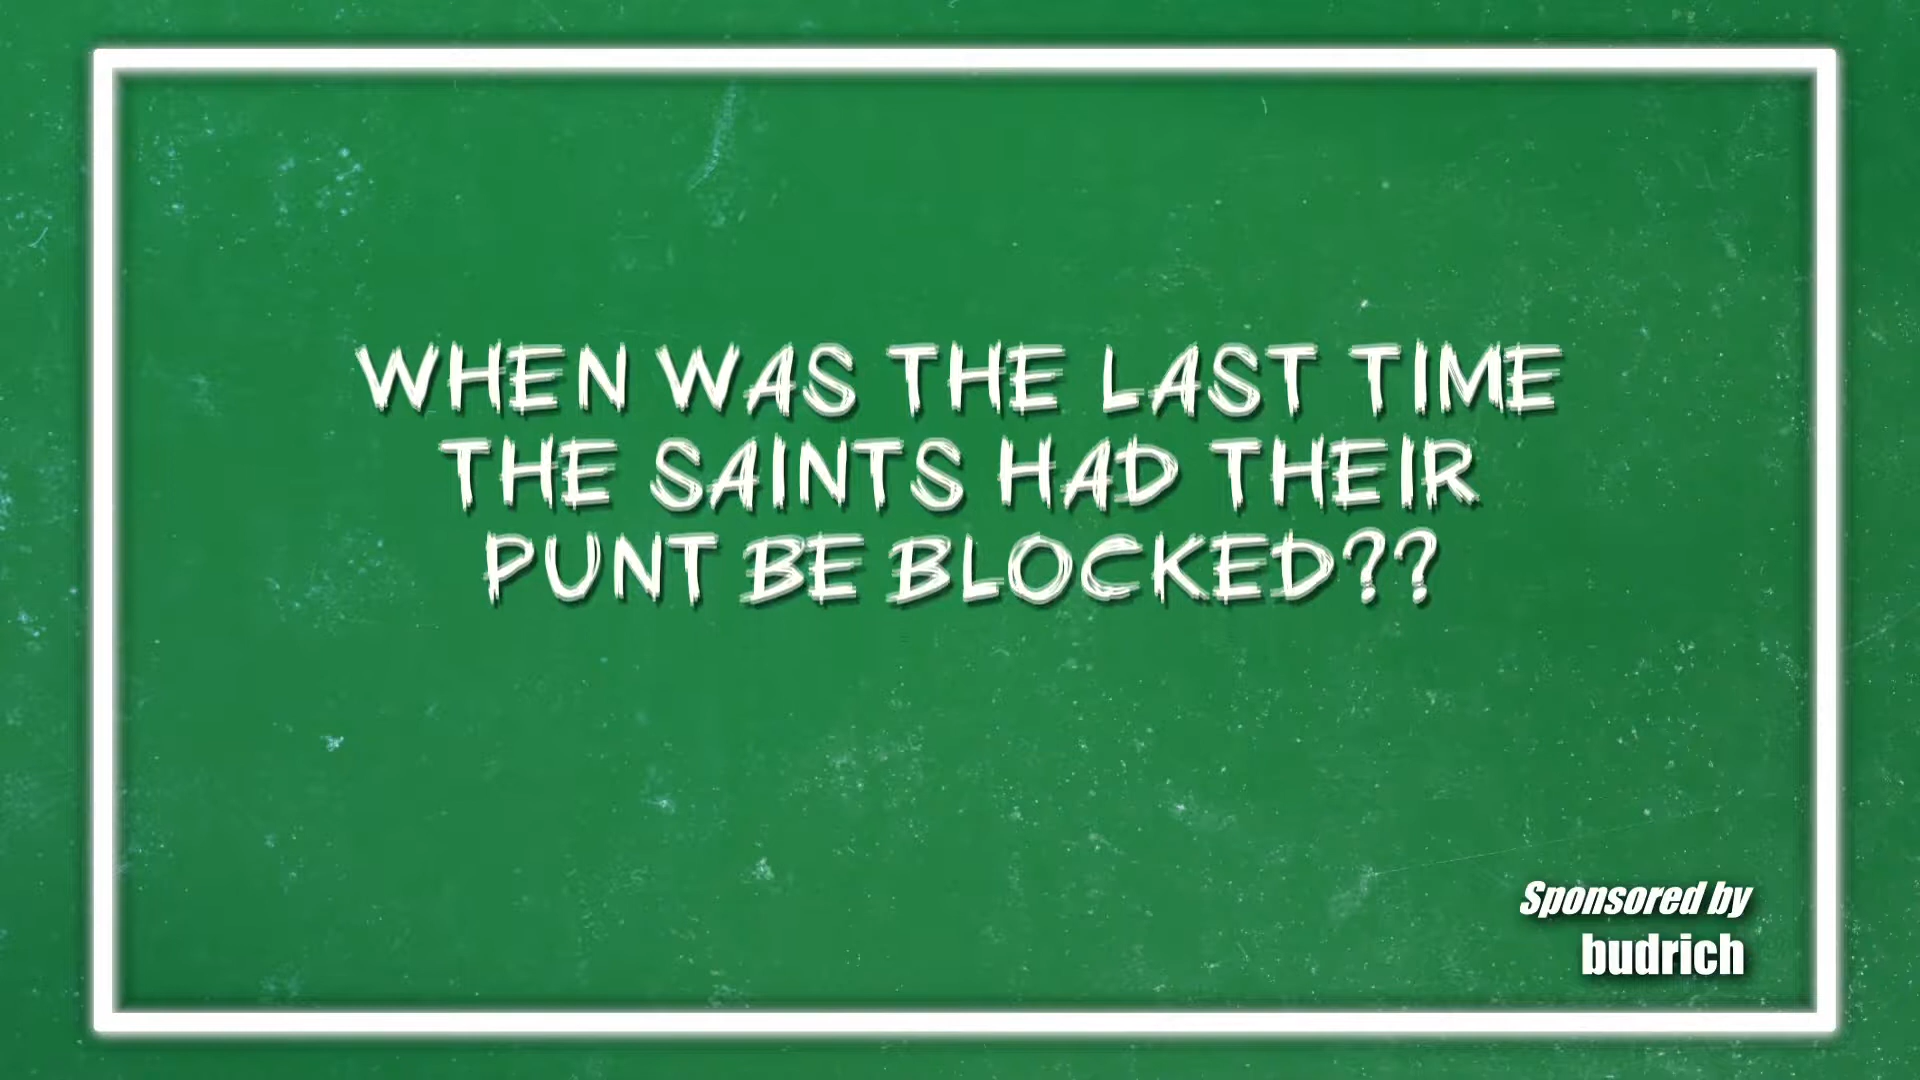 WHEN WAS THE LAST TIME
THE SAINTS HAD THEIR
PUNT BE BLOCKED??
Sponsored by
budrich